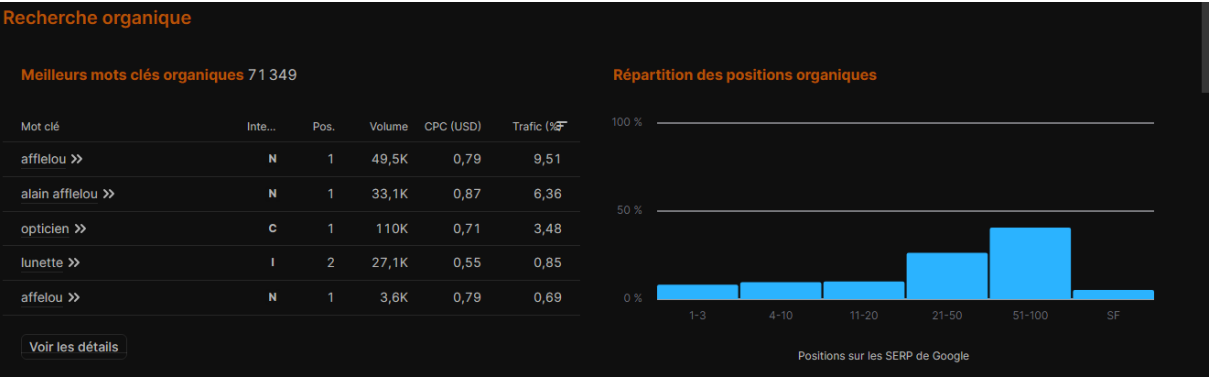 Recherche organique
Meilleurs mots clés organiques 71 349
Mot clé Inte... Pos. Volume CPC (USD) Trafic (%
afflelou N 1 49,5K 0,79 9,51
alain afflelou N 1 33,1K 0,87 6,36
opticien C 1 110K 0,71 3,48
lunette I 2 27,1K 0,55 0,85
affelou N 1 3,6K 0,79 0,69
Voir les détails
Répartition des positions organiques
100 %
50 %
0 %
1-3 4-10 11-20 21-50 51-100 SF
Positions sur les SERP de Google